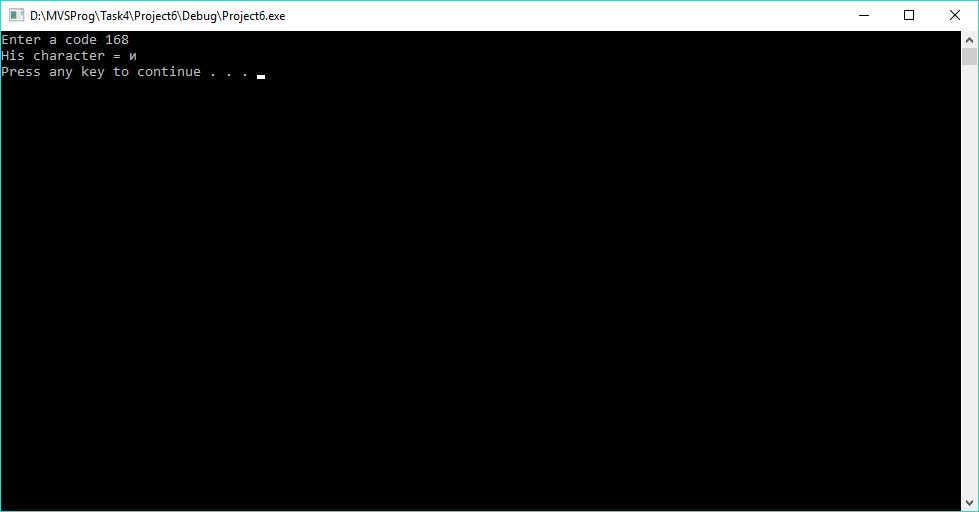 D:\MVSProg\Task4\Project6\Debug\Project6.exe
Enter a code 168
His character = и
Press any key to continue . . .